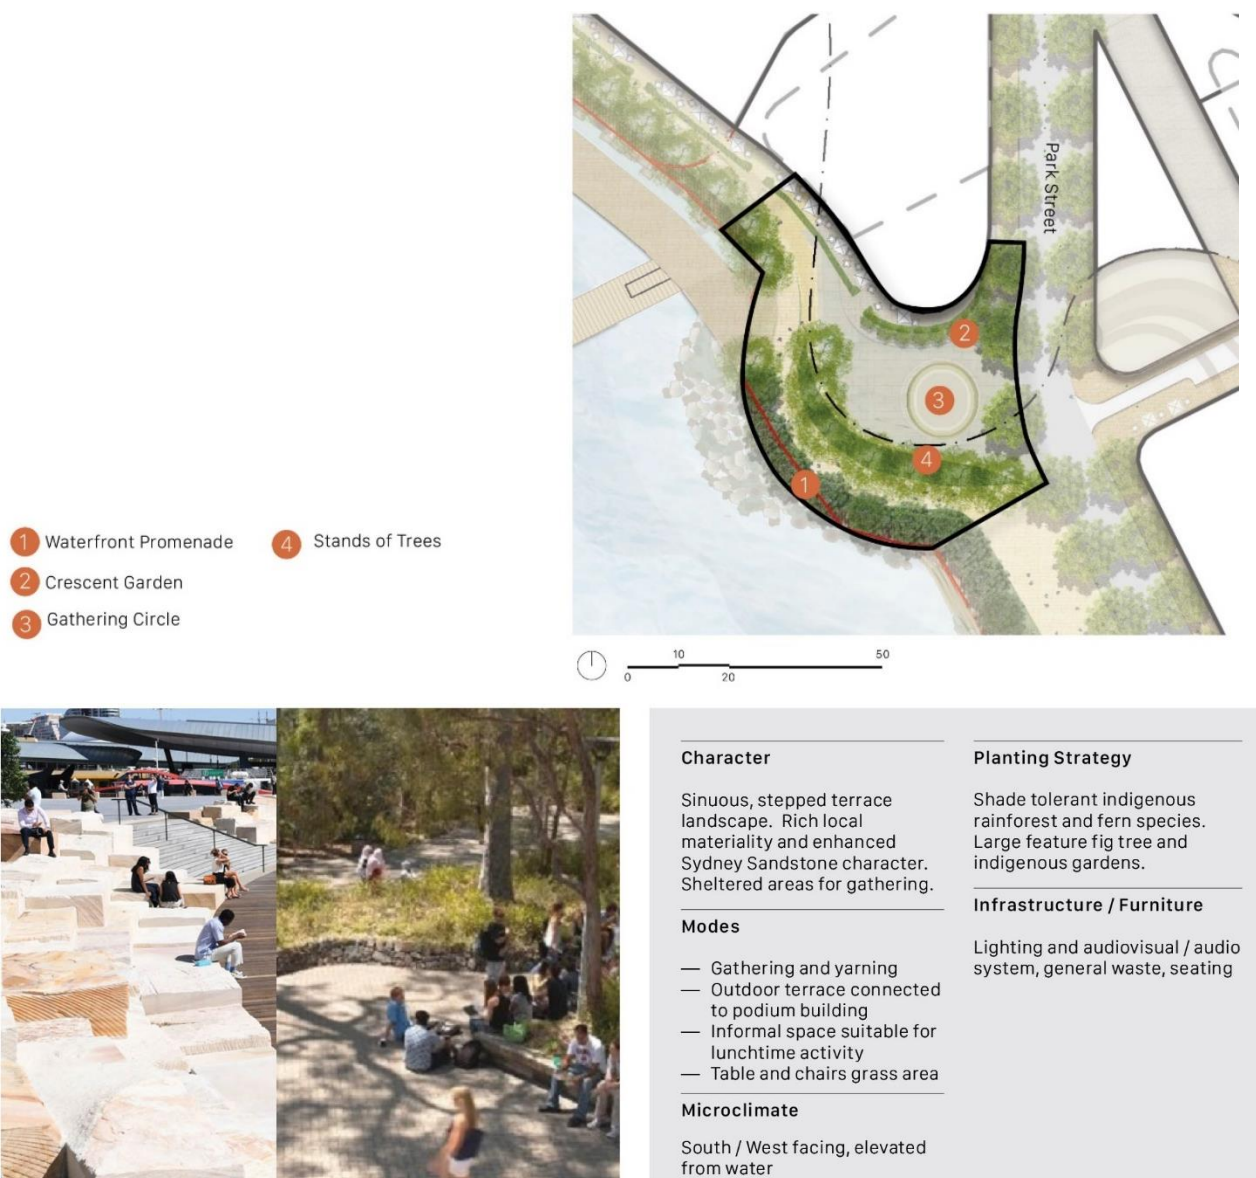 Park Street
2
3
4
1
1 Waterfront Promenade
4 Stands of Trees
2 Crescent Garden
3 Gathering Circle
10
50
0
20
Character
Sinuous, stepped terrace
landscape. Rich local
materiality and enhanced
Sydney Sandstone character.
Sheltered areas for gathering.
Modes
— Gathering and yarning
— Outdoor terrace connected
to podium building
— Informal space suitable for
lunchtime activity
— Table and chairs grass area
Microclimate
South / West facing, elevated
from water
Planting Strategy
Shade tolerant indigenous
rainforest and fern species.
Large feature fig tree and
indigenous gardens.
Infrastructure / Furniture
Lighting and audiovisual / audio
system, general waste, seating